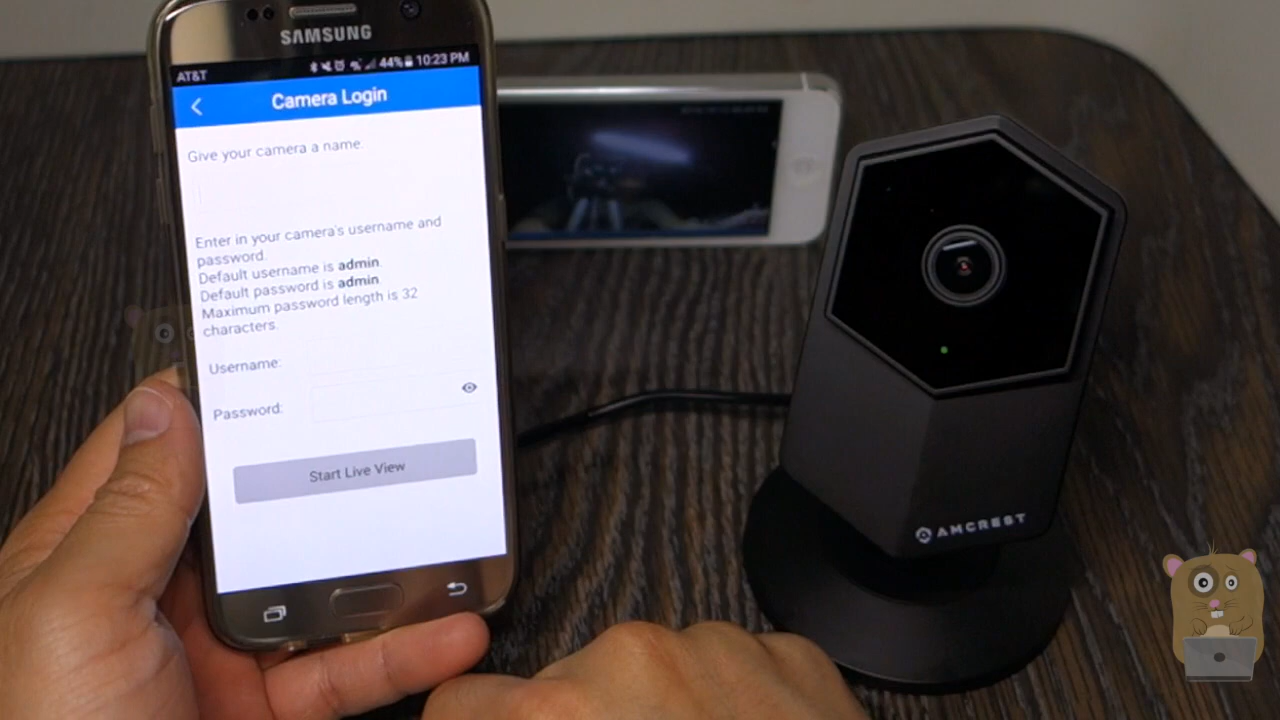 SAMSUNG
AT&T 44% 10:23 PM
Camera Login
Give your camera a name.
Enter in your camera's username and
password.
Default username is admin.
Default password is admin.
Maximum password length is 32
characters.
Username:
Password:
Start Live View
AMCREST